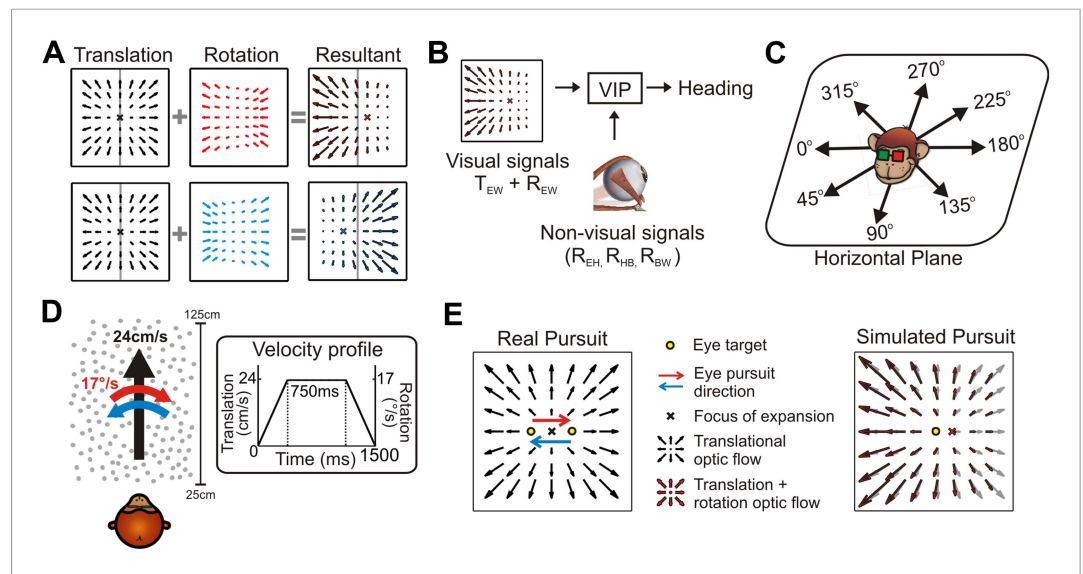 A
Translation
Rotation
Resultant
B
VIP
Heading
Visual signals
T_EW + R_EW
Non-visual signals
(R_EH, R_HB, R_BW)
C
270°
315°
225°
0°
180°
45°
135°
90°
Horizontal Plane
D
125cm
24cm/s
17°/s
25cm
Velocity profile
Translation
(cm/s)
24
750ms
17
Rotation
(°/s)
0
Time (ms)
1500
E
Real Pursuit
Eye target
Eye pursuit
direction
Focus of expansion
Translational
optic flow
Translation +
rotation optic flow
Simulated Pursuit